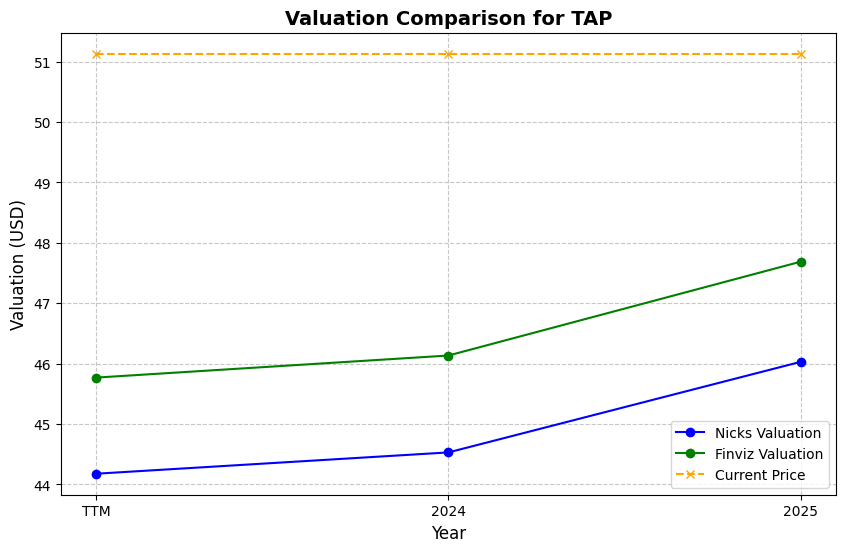 Valuation Comparison for TAP
Valuation (USD)
51
50
49
48
47
46
45
44
TTM
2024
2025
Year
Nicks Valuation
Finviz Valuation
Current Price